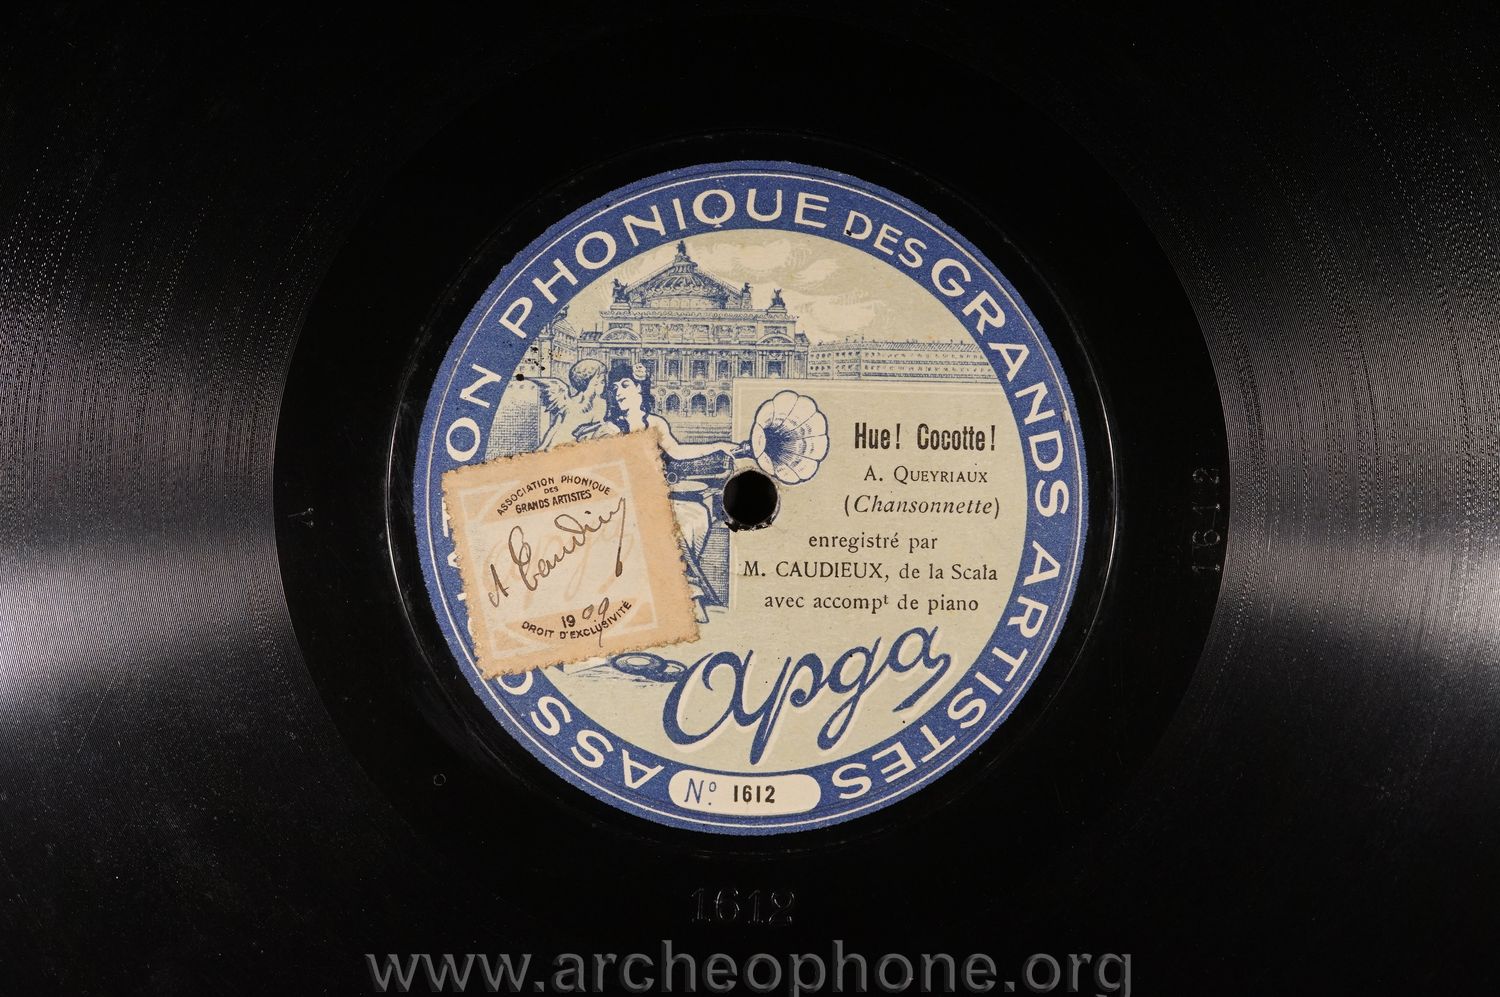 ASSOCIATION PHONIQUE DES GRANDS ARTISTES
Hue! Cocotte!
A. QUEYRIAUX
(Chansonnette)
enregistré par
M. CAUDIEUX, de la Scala
avec accompt de piano
Apga
No. 1612
ASSOCIATION PHONIQUE
DES
GRANDS ARTISTES
1909
DROIT D'EXCLUSIVITÉ
1612
1612
www.archeophone.org